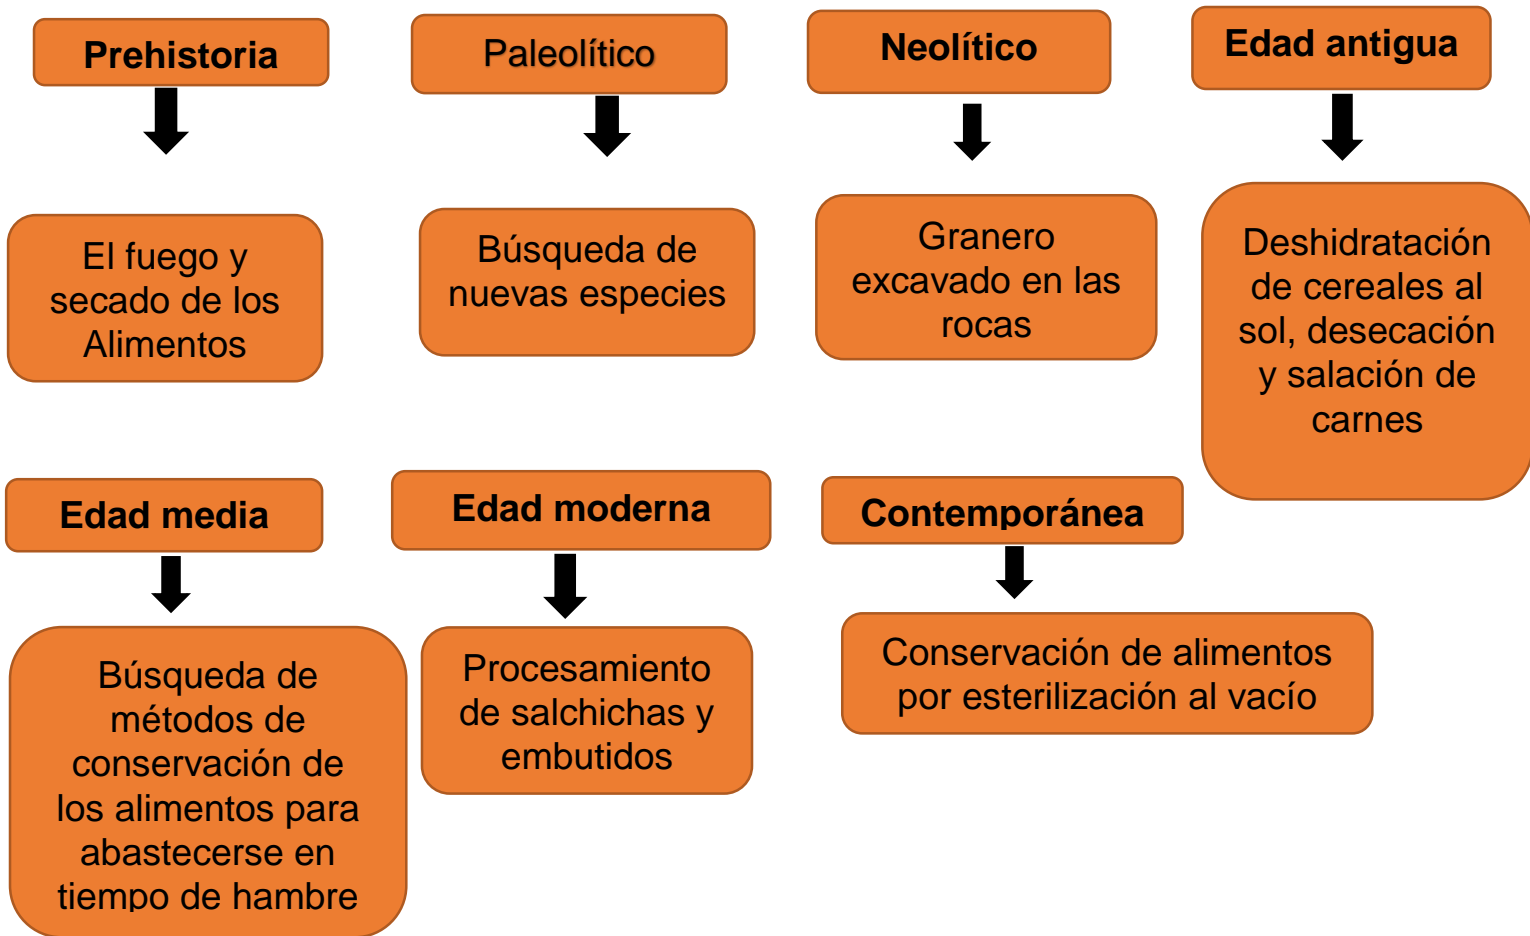 Prehistoria
Paleolítico
Neolítico
Edad antigua
El fuego y
secado de los
Alimentos
Búsqueda de
nuevas especies
Granero
excavado en las
rocas
Deshidratación
de cereales al
sol, desecación
y salación de
carnes
Edad media
Edad moderna
Contemporánea
Búsqueda de
métodos de
conservación de
los alimentos para
abastecerse en
tiempo de hambre
Procesamiento
de salchichas y
embutidos
Conservación de alimentos
por esterilización al vacío